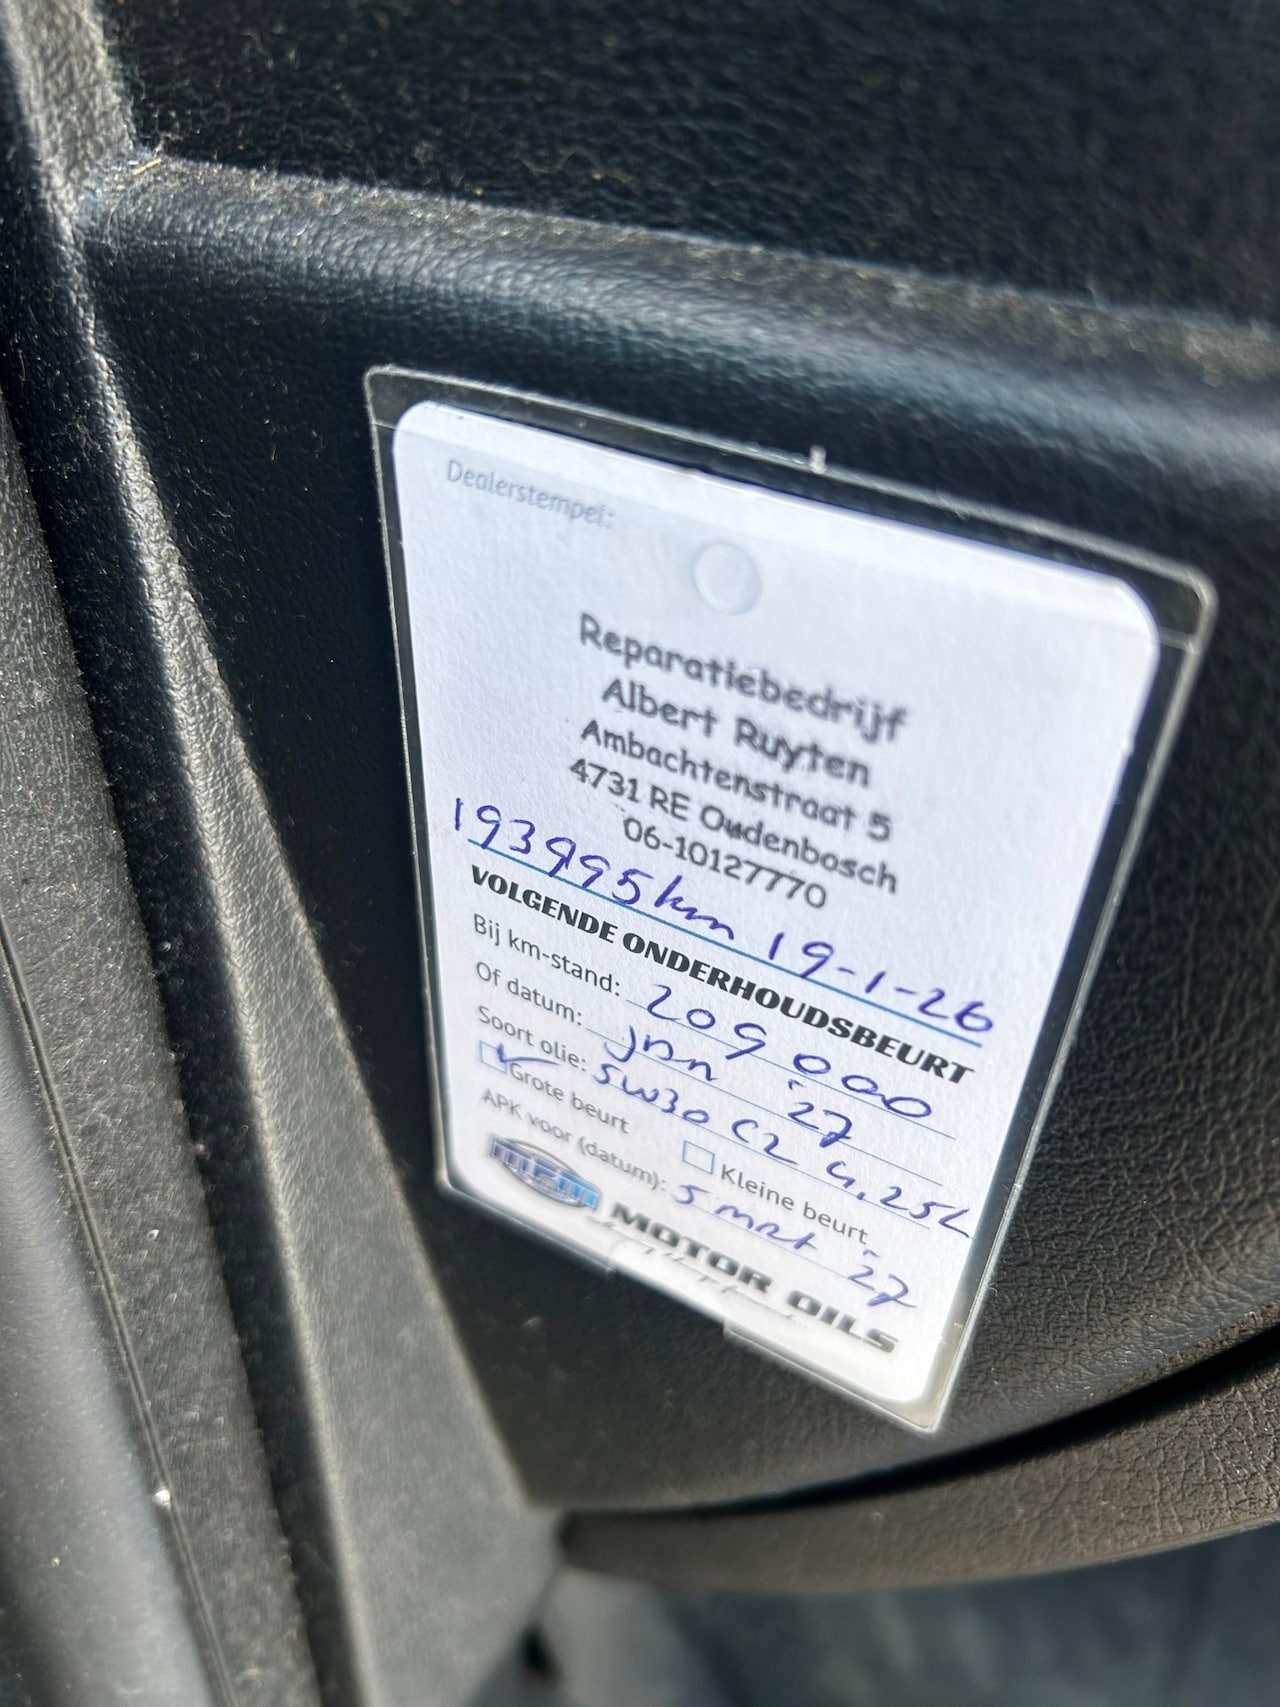 Dealerstempel:
Reparatiebedrijf
Albert Ruyten
Ambachtenstraat 5
4731 RE Oudenbosch
06-10127770
193995km 19-1-26
VOLGENDE ONDERHOUDSBEURT
Bij km-stand: 209000
Of datum: jan '27
Soort olie: 5W30 C2 4,25L
Grote beurt
Kleine beurt
APK voor (datum): 5 mrt '27
MPM MOTOR OILS